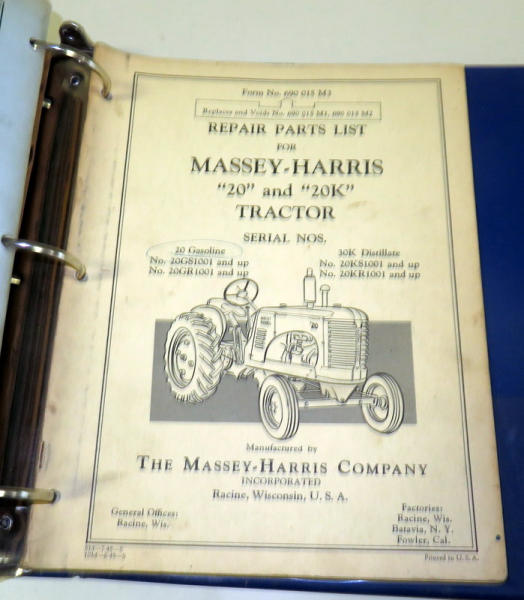 Form No. 690 015 M3
Replaces and Voids No. 690 015 M1, 690 015 M2
REPAIR PARTS LIST
FOR
MASSEY-HARRIS
"20" and "20K"
TRACTOR
SERIAL NOS.
20 Gasoline
No. 20GS1001 and up
No. 20GR1001 and up
30K Distillate
No. 20KS1001 and up
No. 20KR1001 and up
20
Manufactured by
THE MASSEY-HARRIS COMPANY
INCORPORATED
Racine, Wisconsin, U. S. A.
General Offices:
Racine, Wis.
Factories:
Racine, Wis.
Batavia, N. Y.
Fowler, Cal.
Printed in U. S. A.